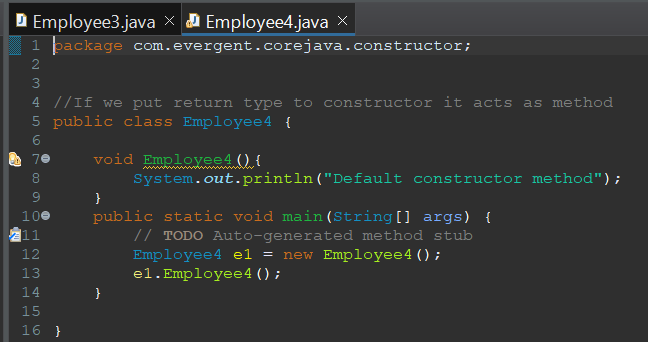 Employee3.java Employee4.java
1 package com.evergent.corejava.constructor;
2
3
4 //If we put return type to constructor it acts as method
5 public class Employee4 {
6
7 void Employee4(){
8 System.out.println("Default constructor method");
9 }
10 public static void main(String[] args) {
11 // TODO Auto-generated method stub
12 Employee4 e1 = new Employee4();
13 e1.Employee4();
14 }
15
16 }